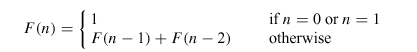 F(n) = { 1 if n = 0 or n = 1
F(n − 1) + F(n − 2) otherwise